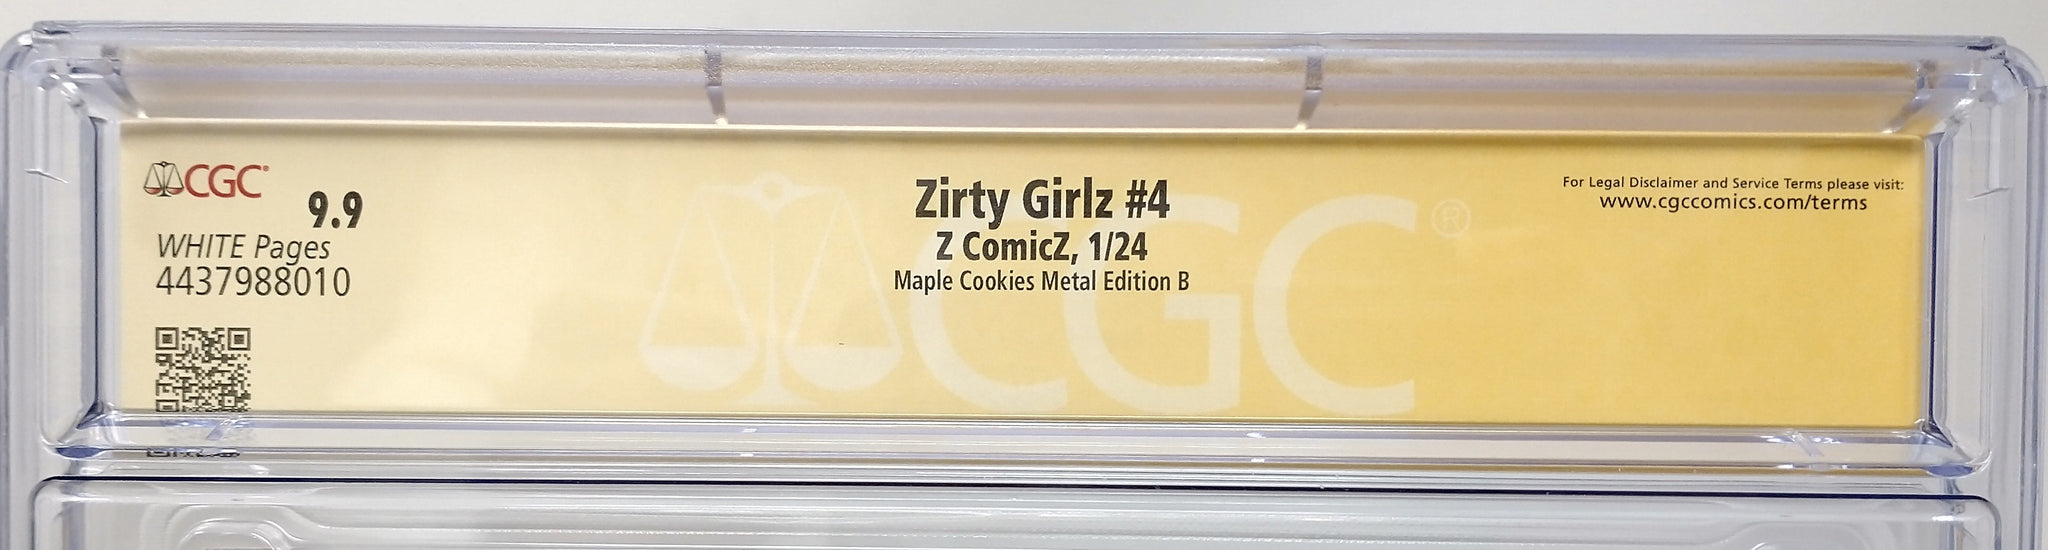 CGC®
9.9
WHITE Pages
4437988010
Zirty Girlz #4
Z ComicZ, 1/24
Maple Cookies Metal Edition B
For Legal Disclaimer and Service Terms please visit:
www.cgccomics.com/terms
CGC®